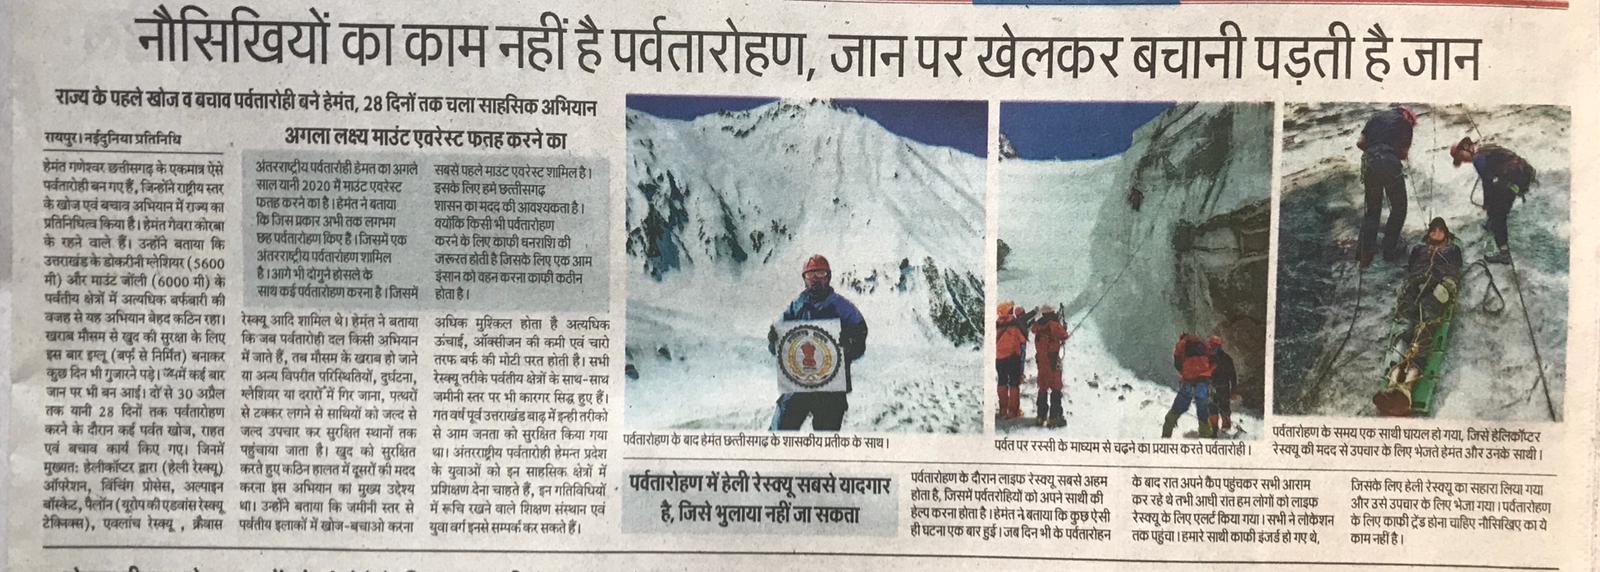 नौसिखियों का काम नहीं है पर्वतारोहण, जान पर खेलकर बचानी पड़ती है जान
राज्य के पहले खोज व बचाव पर्वतारोही बने हेमंत, 28 दिनों तक चला साहसिक अभियान
रायपुर। नईदुनिया प्रतिनिधि
हेमंत गणेश्वर छत्तीसगढ़ के एकमात्र ऐसे
पर्वतारोही बन गए हैं, जिन्होंने राष्ट्रीय स्तर
के खोज एवं बचाव अभियान में राज्य का
प्रतिनिधित्व किया है। हेमंत गेवरा कोरबा
के रहने वाले हैं। उन्होंने बताया कि
उत्तराखंड के डोकरीनी ग्लेशियर (5600
मी) और माउंट जॉली (6000 मी) के
पर्वतीय क्षेत्रों में अत्यधिक बर्फबारी की
वजह से यह अभियान बेहद कठिन रहा।
खराब मौसम से खुद की सुरक्षा के लिए
इस बार इग्लू (बर्फ से निर्मित) बनाकर
कुछ दिन भी गुजारने पड़े। में कई बार
जान पर भी बन आई। दो से 30 अप्रैल
तक यानी 28 दिनों तक पर्वतारोहण
करने के दौरान कई पर्वत खोज, राहत
एवं बचाव कार्य किए गए। जिनमें
मुख्यत: हेलीकॉप्टर द्वारा (हेली रेस्क्यू)
ऑपरेशन, विंचिंग प्रोसेस, अल्पाइन
बॉस्केट, पैलॉन (यूरोप की एडवांस रेस्क्यू
टेक्निक्स), एवलांच रेस्क्यू , क्रैवास
अगला लक्ष्य माउंट एवरेस्ट फतह करने का
अंतरराष्ट्रीय पर्वतारोही हेमत का अगले
साल यानी 2020 में माउंट एवरेस्ट
फतह करने का है। हेमंत ने बताया
कि जिस प्रकार अभी तक लगभग
छह पर्वतारोहण किए है। जिसमें एक
अंतरराष्ट्रीय पर्वतारोहण शामिल
है। आगे भी दोगुने होसले के
साथ कई पर्वतारोहण करना है। जिसमें
सबसे पहले माउंट एवरेस्ट शामिल है।
इसके लिए हमे छत्तीसगढ़
शासन का मदद की आवश्यकता है।
क्योंकि किसी भी पर्वतारोहण
करने के लिए काफी धनराशि की
जरूरत होती है जिसके लिए एक आम
इंसान को वहन करना काफी कठीन
होता है।
रेस्क्यू आदि शामिल थे। हेमंत ने बताया
कि जब पर्वतारोही दल किसी अभियान
में जाते हैं, तब मौसम के खराब हो जाने
या अन्य विपरीत परिस्थितियों, दुर्घटना,
ग्लेशियर या दरारों में गिर जाना, पत्थरों
से टक्कर लगने से साथियों को जल्द से
जल्द उपचार कर सुरक्षित स्थानों तक
पहुंचाया जाता है। खुद को सुरक्षित
करते हुए कठिन हालत में दूसरों की मदद
करना इस अभियान का मुख्य उद्देश्य
था। उन्होंने बताया कि जमीनी स्तर से
पर्वतीय इलाकों में खोज-बचाओ करना
अधिक मुश्किल होता है अत्यधिक
ऊंचाई, ऑक्सीजन की कमी एवं चारो
तरफ बर्फ की मोटी परत होती है। सभी
रेस्क्यू तरीके पर्वतीय क्षेत्रों के साथ-साथ
जमीनी स्तर पर भी कारगर सिद्ध हुए हैं।
गत वर्ष पूर्व उत्तराखंड बाढ़ में इन्ही तरीको
से आम जनता को सुरक्षित किया गया
था। अंतरराष्ट्रीय पर्वतारोही हेमन्त प्रदेश
के युवाओं को इन साहसिक क्षेत्रों में
प्रशिक्षण देना चाहते हैं, इन गतिविधियों
में रूचि रखने वाले शिक्षण संस्थान एवं
युवा वर्ग इनसे सम्पर्क कर सकते हैं।
पर्वतारोहण के बाद हेमंत छत्तीसगढ़ के शासकीय प्रतीक के साथ।
पर्वत पर रस्सी के माध्यम से चढ़ने का प्रयास करते पर्वतारोही।
पर्वतारोहण के समय एक साथी घायल हो गया, जिसे हेलिकॉप्टर
रेस्क्यू की मदद से उपचार के लिए भेजते हेमंत और उनके साथी।
पर्वतारोहण में हेली रेस्क्यू सबसे यादगार
है, जिसे भुलाया नहीं जा सकता
पर्वतारोहण के दौरान लाइफ रेस्क्यू सबसे अहम
होता है, जिसमें पर्वतरोहियों को अपने साथी की
हेल्प करना होता है। हेमंत ने बताया कि कुछ ऐसी
ही घटना एक बार हुई। जब दिन भी के पर्वतारोहन
के बाद रात अपने कैंप पहुंचकर सभी आराम
कर रहे थे तभी आधी रात हम लोगों को लाइफ
रेस्क्यू के लिए एलर्ट किया गया। सभी ने लोकेशन
तक पहुंचा। हमारे साथी काफी इंजर्ड हो गए थे,
जिसके लिए हेली रेस्क्यू का सहारा लिया गया
और उसे उपचार के लिए भेजा गया। पर्वतारोहण
के लिए काफी ट्रेंड होना चाहिए नौसिखिए का ये
काम नहीं है।